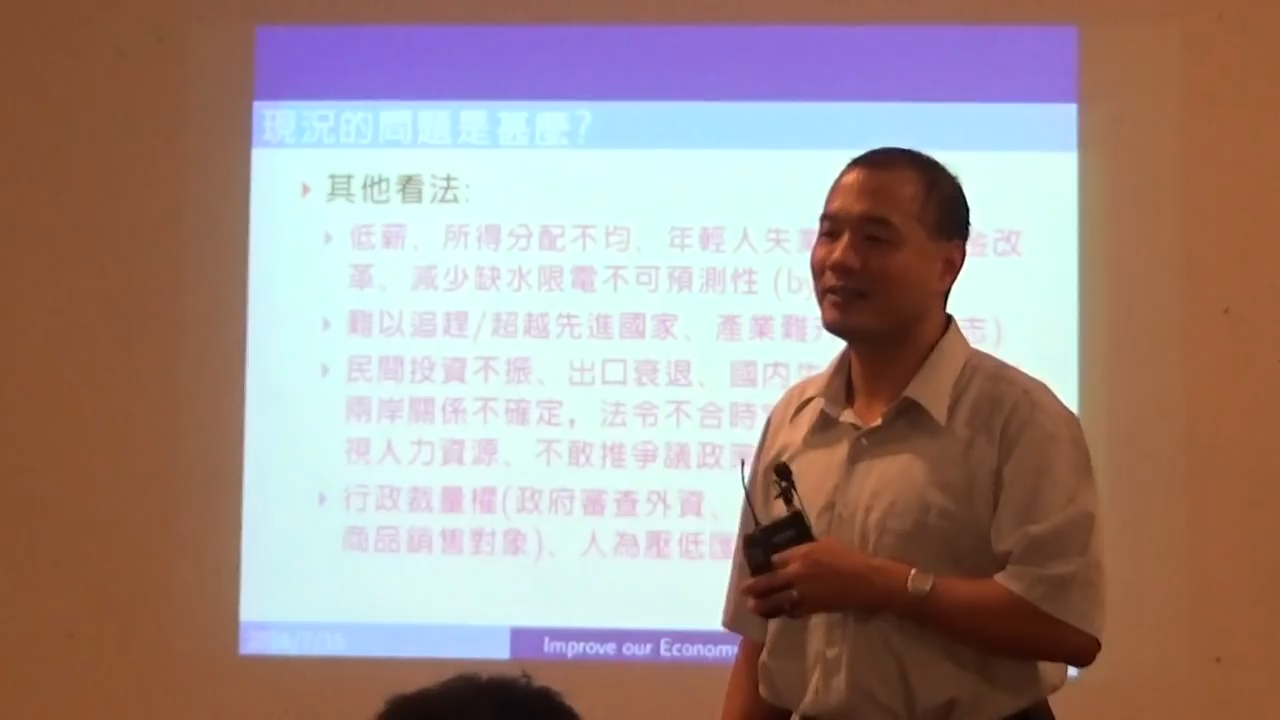 現況的問題是甚麼?
其他看法:
低薪、所得分配不均、年輕人失業 金改
革、減少缺水限電不可預測性 (by
難以追趕/超越先進國家、產業難 志)
民間投資不振、出口衰退、國內
兩岸關係不確定，法令不合時
視人力資源、不敢推爭議政
行政裁量權(政府審查外資、
商品銷售對象)、人為壓低
Improve our Econom